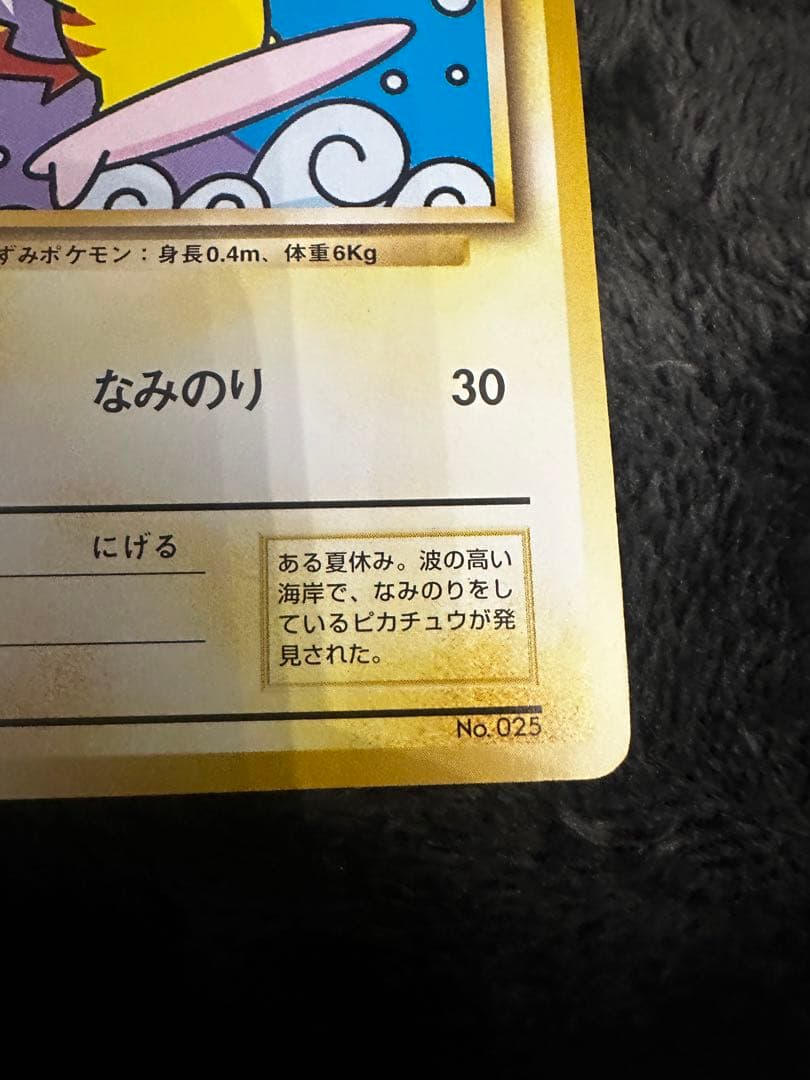 ずみポケモン：身長0.4m、体重6Kg
なみのり 30
にげる
ある夏休み。波の高い
海岸で、なみのりをし
ているピカチュウが発
見された。
No. 025